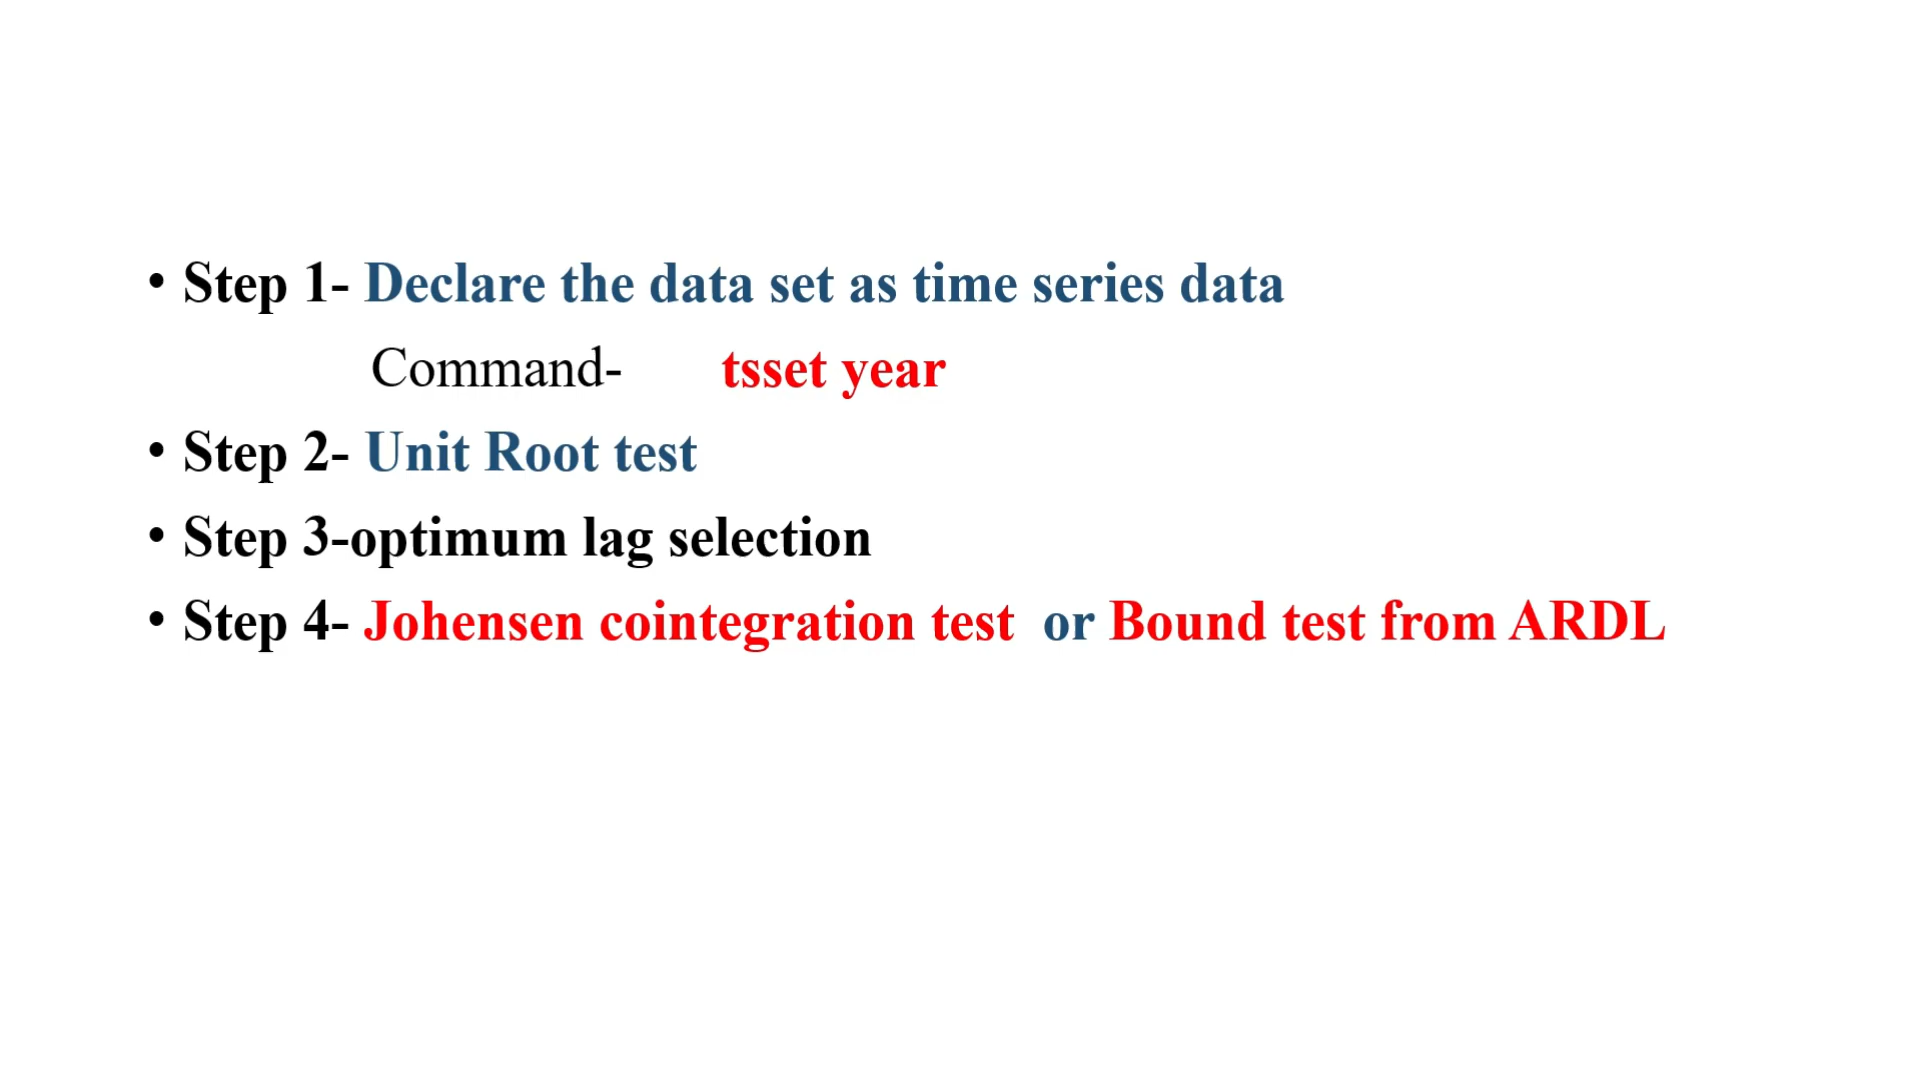 • Step 1- Declare the data set as time series data
Command- tsset year
• Step 2- Unit Root test
• Step 3-optimum lag selection
• Step 4- Johensen cointegration test or Bound test from ARDL